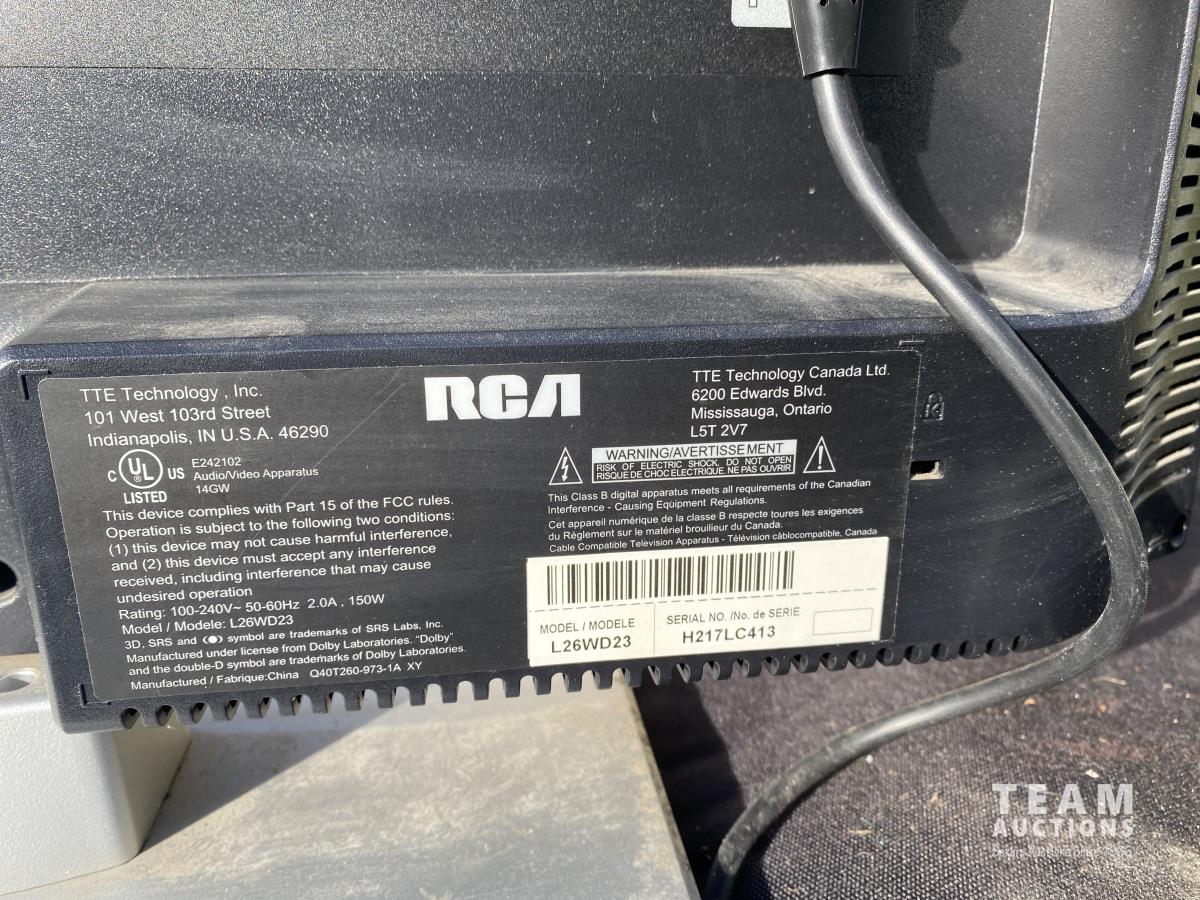 TTE Technology , Inc.
101 West 103rd Street
Indianapolis, IN U.S.A. 46290
C UL US
LISTED
E242102
Audio/Video Apparatus
14GW
This device complies with Part 15 of the FCC rules.
Operation is subject to the following two conditions:
(1) this device may not cause harmful interference,
and (2) this device must accept any interference
received, including interference that may cause
undesired operation
Rating: 100-240V~ 50-60Hz 2.0A , 150W
Model / Modele: L26WD23
3D, SRS and symbol are trademarks of SRS Labs, Inc.
Manufactured under license from Dolby Laboratories. "Dolby"
and the double-D symbol are trademarks of Dolby Laboratories.
Manufactured / Fabrique:China Q40T260-973-1A XY
RCA
TTE Technology Canada Ltd.
6200 Edwards Blvd.
Mississauga, Ontario
L5T 2V7
WARNING/AVERTISSEMENT
RISK OF ELECTRIC SHOCK. DO NOT OPEN
RISQUE DE CHOC ELECTRIQUE. NE PAS OUVRIR
This Class B digital apparatus meets all requirements of the Canadian
Interference - Causing Equipment Regulations.
Cet appareil numérique de la classe B respecte toures les exigences
du Règlement sur le matériel brouilleur du Canada.
Cable Compatible Television Apparatus - Télévision câblocompatible, Canada
MODEL / MODELE
L26WD23
SERIAL NO. /No. de SERIE
H217LC413
TEAM
AUCTIONS